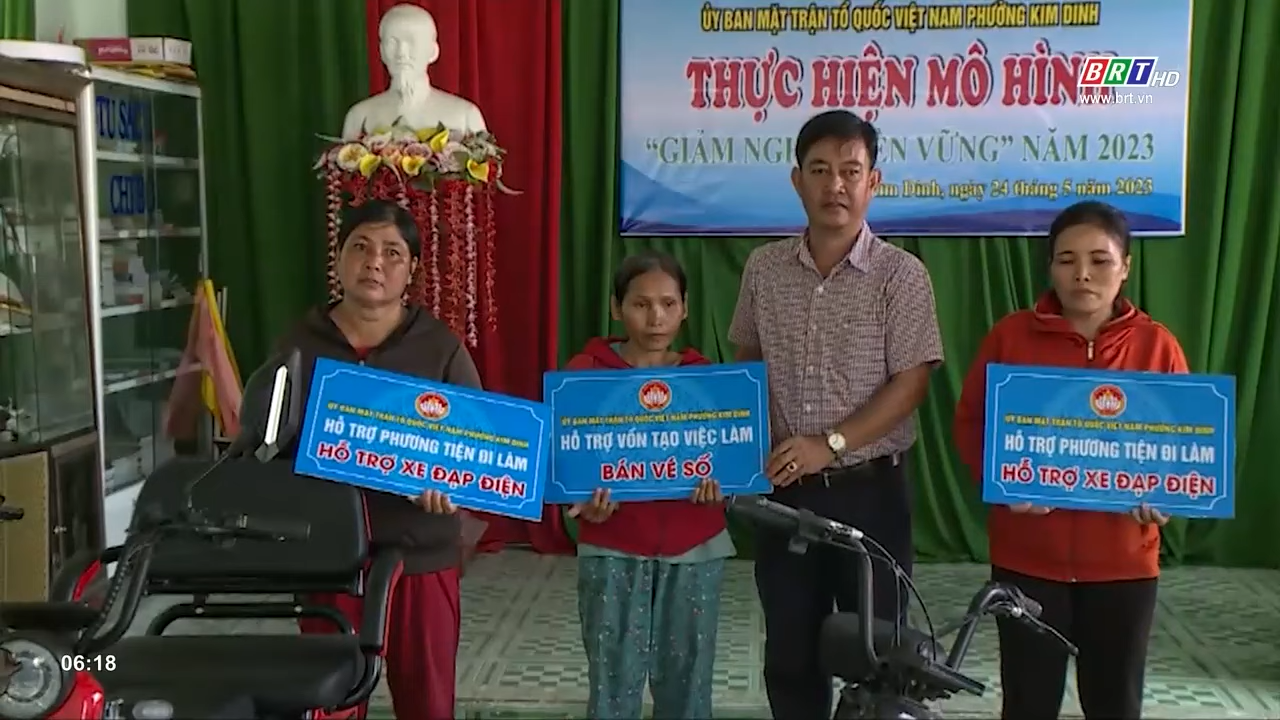 ỦY BAN MẶT TRẬN TỔ QUỐC VIỆT NAM PHƯỜNG KIM DINH
THỰC HIỆN MÔ HÌNH
BRT HD
www.brt.vn
"GIẢM VỮNG" NĂM 2023
Dinh, ngày 24 tháng 5 năm 2023
TỦ SÁCH
CHI BỘ
ỦY BAN MẶT TRẬN TỔ QUỐC VIỆT NAM PHƯỜNG KIM DINH
HỖ TRỢ PHƯƠNG TIỆN ĐI LÀM
HỖ TRỢ XE ĐẠP ĐIỆN
ỦY BAN MẶT TRẬN TỔ QUỐC VIỆT NAM PHƯỜNG KIM DINH
HỖ TRỢ VỐN TẠO VIỆC LÀM
BÁN VÉ SỐ
ỦY BAN MẶT TRẬN TỔ QUỐC VIỆT NAM PHƯỜNG KIM DINH
HỖ TRỢ PHƯƠNG TIỆN ĐI LÀM
HỖ TRỢ XE ĐẠP ĐIỆN
06:18